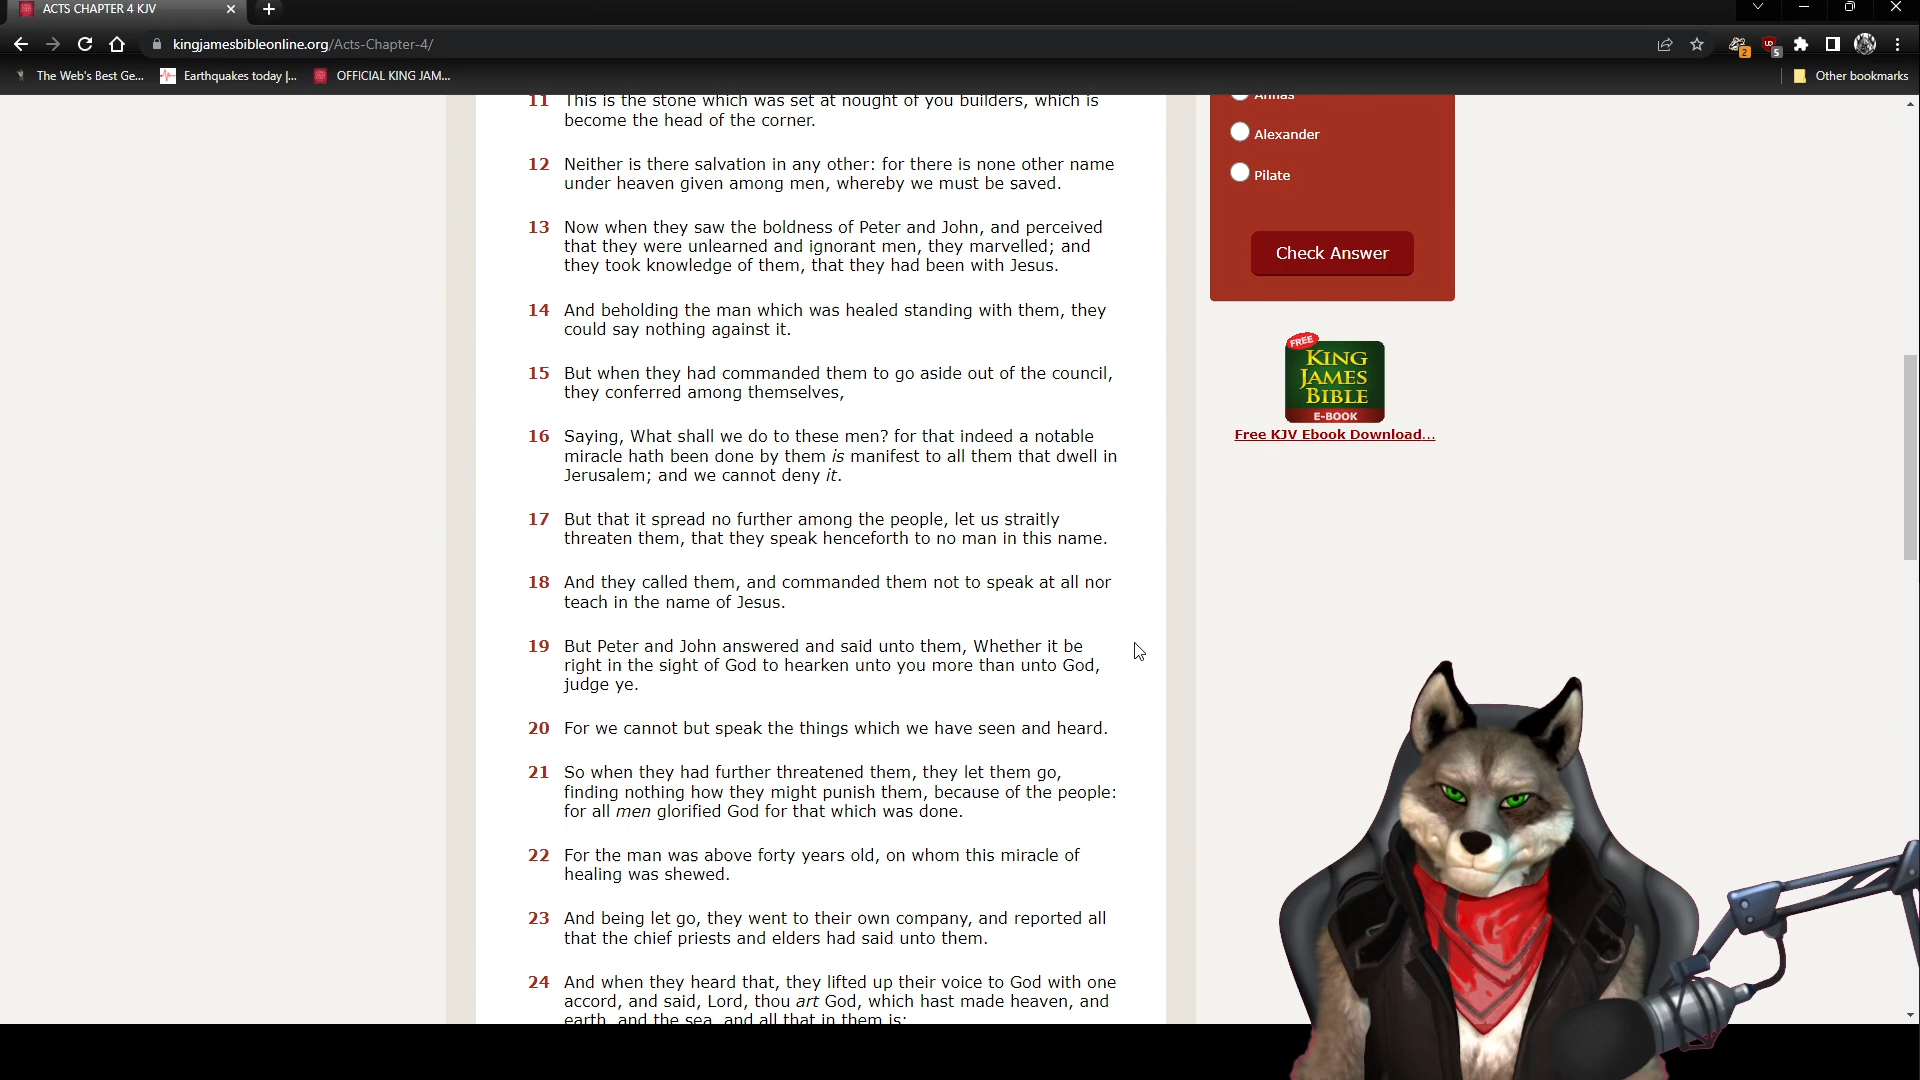 ACTS CHAPTER 4 KJV
kingjamesbibleonline.org/Acts-Chapter-4/
2
UD
5
The Web's Best Ge...
Earthquakes today |...
OFFICIAL KING JAM...
Other bookmarks
11 This is the stone which was set at nought of you builders, which is
become the head of the corner.
12 Neither is there salvation in any other: for there is none other name
under heaven given among men, whereby we must be saved.
13 Now when they saw the boldness of Peter and John, and perceived
that they were unlearned and ignorant men, they marvelled; and
they took knowledge of them, that they had been with Jesus.
14 And beholding the man which was healed standing with them, they
could say nothing against it.
15 But when they had commanded them to go aside out of the council,
they conferred among themselves,
16 Saying, What shall we do to these men? for that indeed a notable
miracle hath been done by them is manifest to all them that dwell in
Jerusalem; and we cannot deny it.
17 But that it spread no further among the people, let us straitly
threaten them, that they speak henceforth to no man in this name.
18 And they called them, and commanded them not to speak at all nor
teach in the name of Jesus.
19 But Peter and John answered and said unto them, Whether it be
right in the sight of God to hearken unto you more than unto God,
judge ye.
20 For we cannot but speak the things which we have seen and heard.
21 So when they had further threatened them, they let them go,
finding nothing how they might punish them, because of the people:
for all men glorified God for that which was done.
22 For the man was above forty years old, on whom this miracle of
healing was shewed.
23 And being let go, they went to their own company, and reported all
that the chief priests and elders had said unto them.
24 And when they heard that, they lifted up their voice to God with one
accord, and said, Lord, thou art God, which hast made heaven, and
earth, and the sea, and all that in them is:
Annas
Alexander
Pilate
Check Answer
FREE
KING
JAMES
BIBLE
E-BOOK
Free KJV Ebook Download...